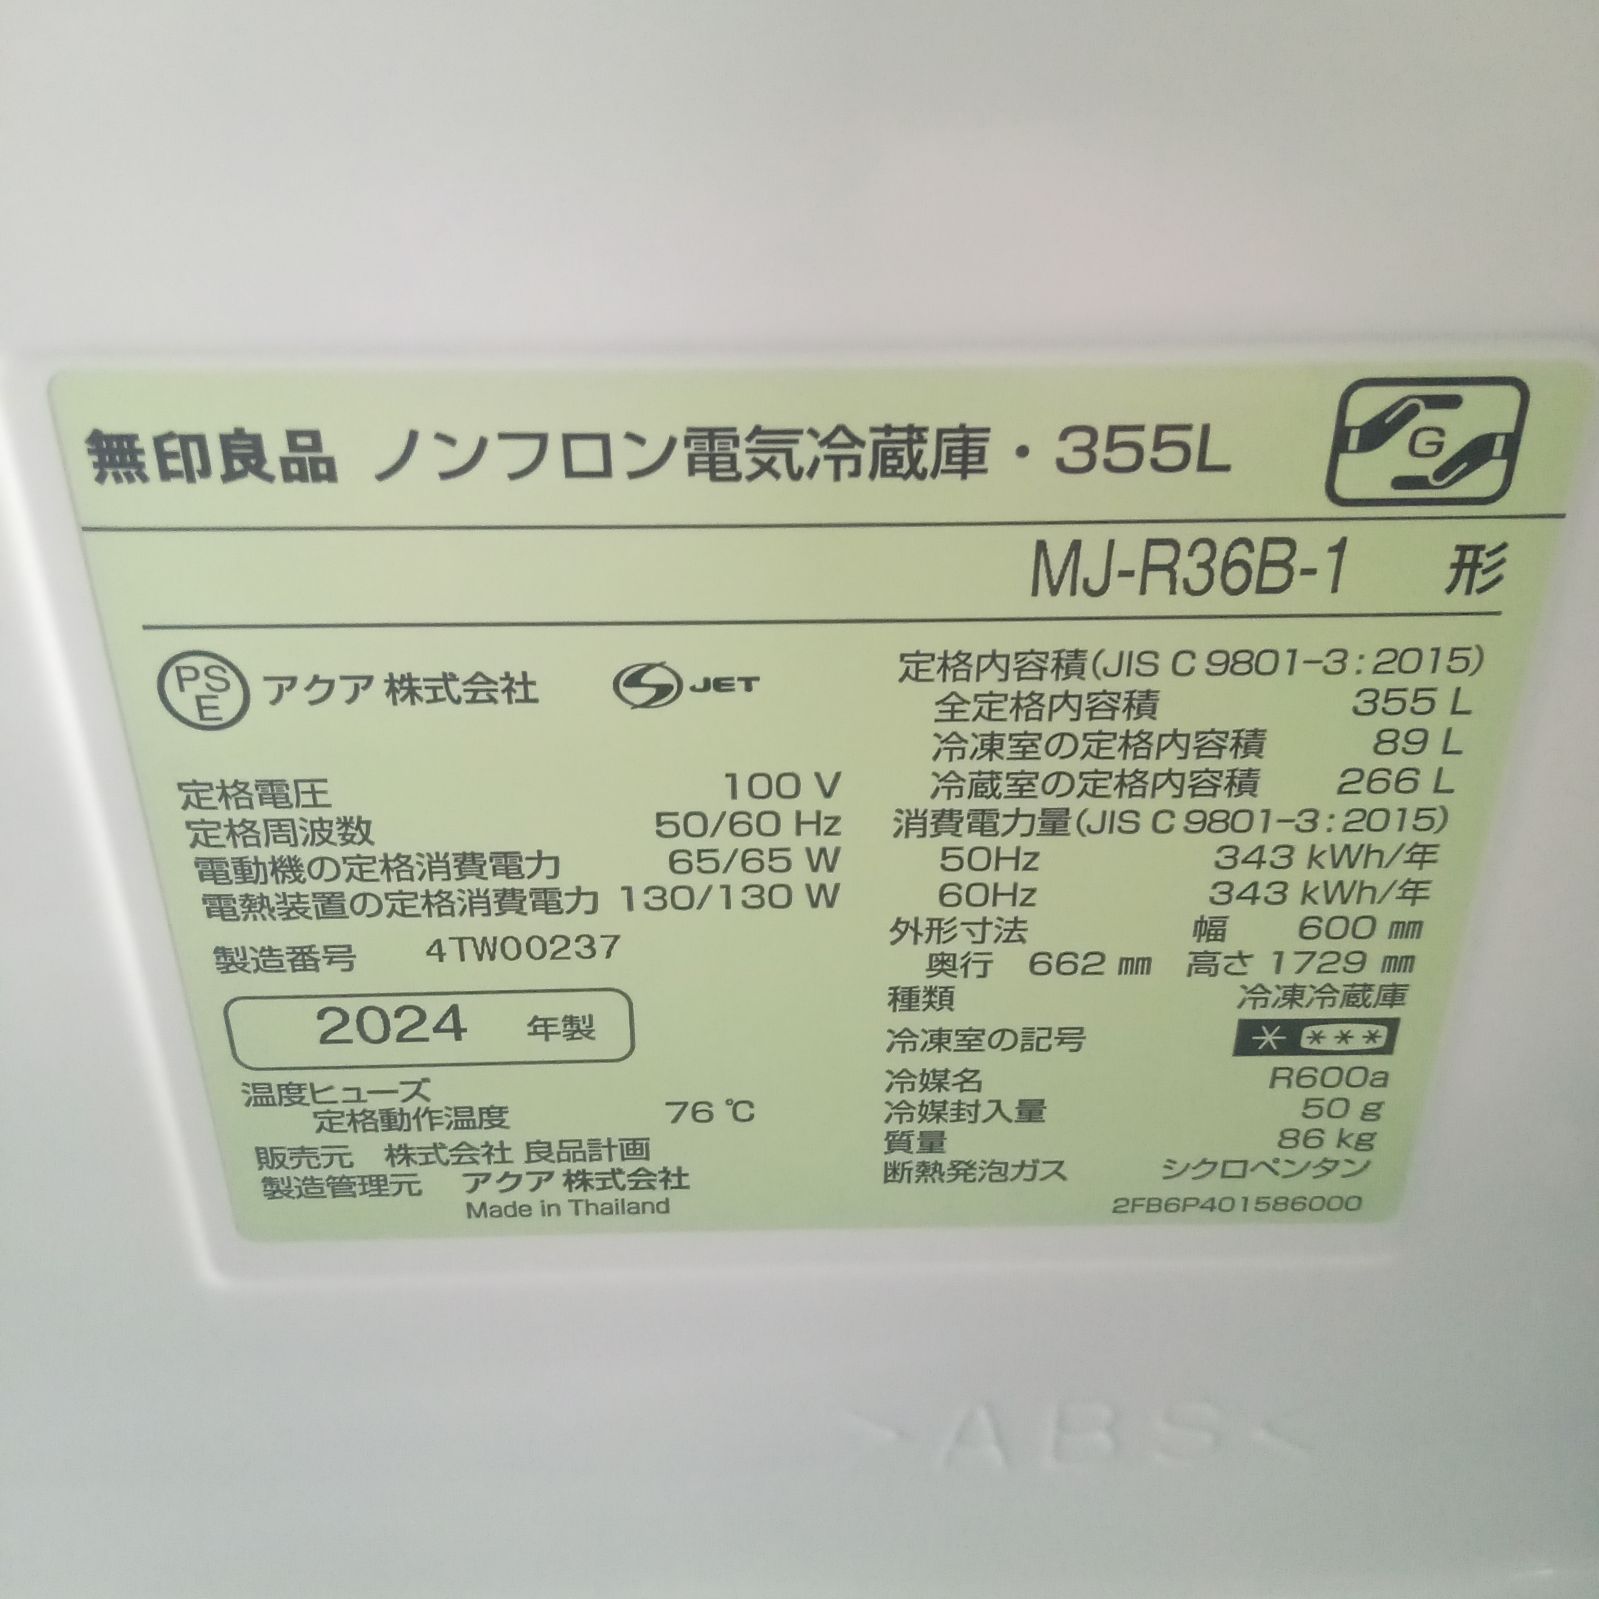 無印良品 ノンフロン電気冷蔵庫・355L
G
MJ-R36B-1 形
PSE アクア 株式会社 S JET
定格電圧 100 V
定格周波数 50/60 Hz
電動機の定格消費電力 65/65 W
電熱装置の定格消費電力 130/130 W
製造番号 4TW00237
2024 年製
温度ヒューズ
定格動作温度 76 ℃
販売元 株式会社 良品計画
製造管理元 アクア 株式会社
Made in Thailand
定格内容積(JIS C 9801-3:2015)
全定格内容積 355 L
冷凍室の定格内容積 89 L
冷蔵室の定格内容積 266 L
消費電力量(JIS C 9801-3:2015)
50Hz 343 kWh/年
60Hz 343 kWh/年
外形寸法 幅 600 ㎜
奥行 662 ㎜ 高さ 1729 ㎜
種類 冷凍冷蔵庫
冷凍室の記号 * ***
冷媒名 R600a
冷媒封入量 50 g
質量 86 kg
断熱発泡ガス シクロペンタン
2FB6P401586000
>ABS<